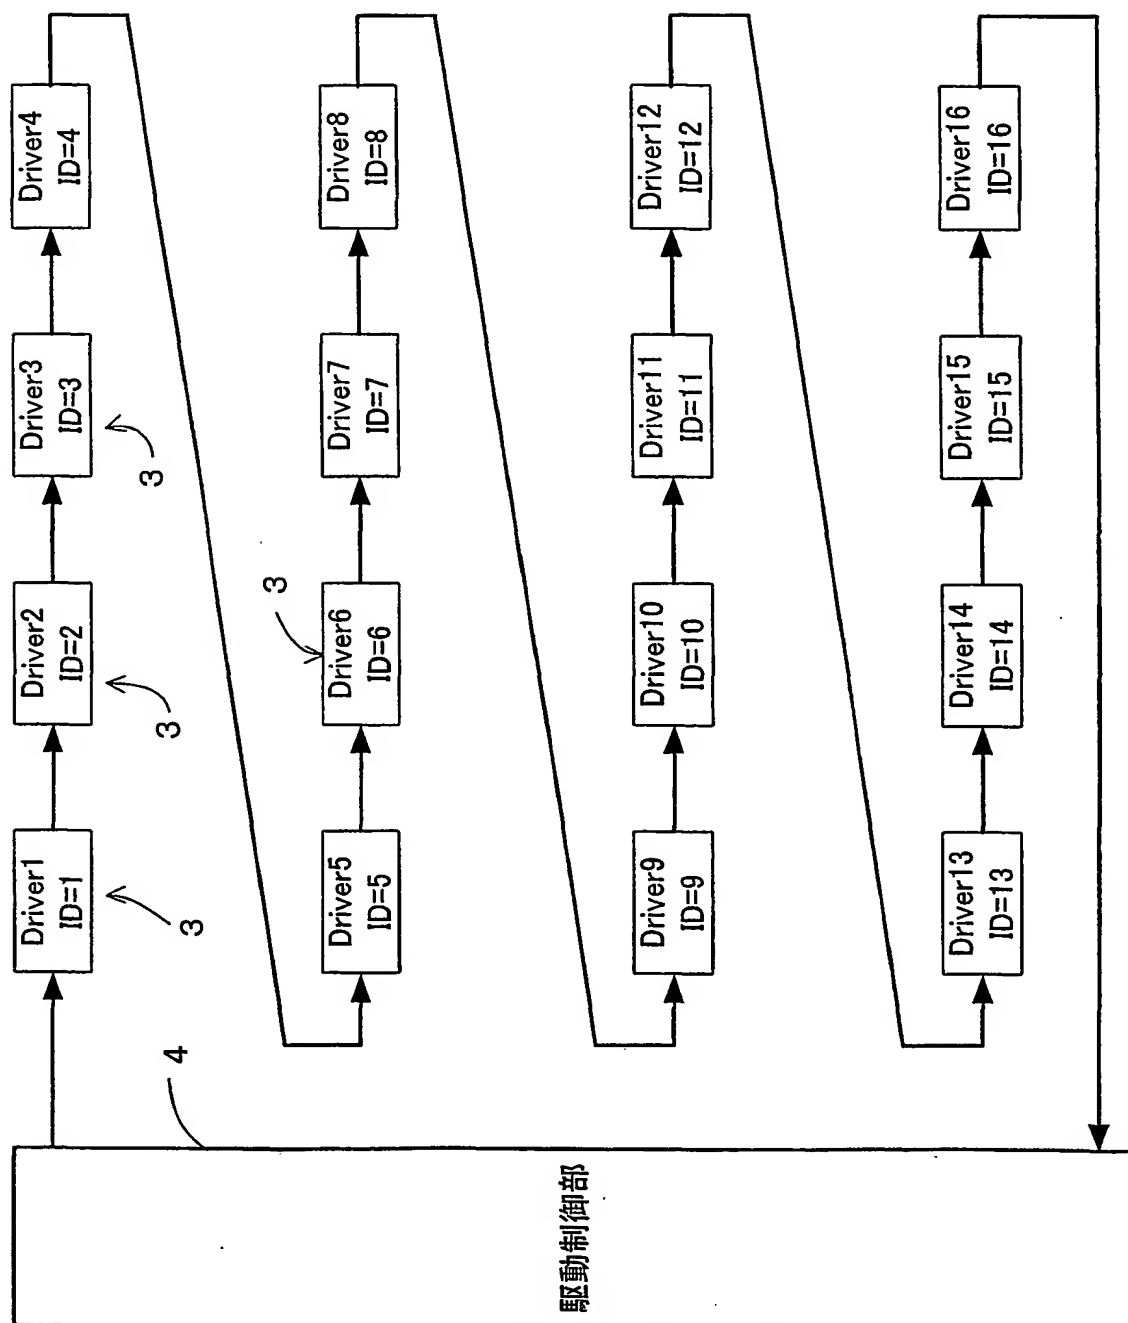 駆動制御部
4
Driver1
ID=1
3
Driver2
ID=2
3
Driver3
ID=3
3
Driver4
ID=4
Driver5
ID=5
Driver6
ID=6
3
Driver7
ID=7
Driver8
ID=8
Driver9
ID=9
Driver10
ID=10
Driver11
ID=11
Driver12
ID=12
Driver13
ID=13
Driver14
ID=14
Driver15
ID=15
Driver16
ID=16